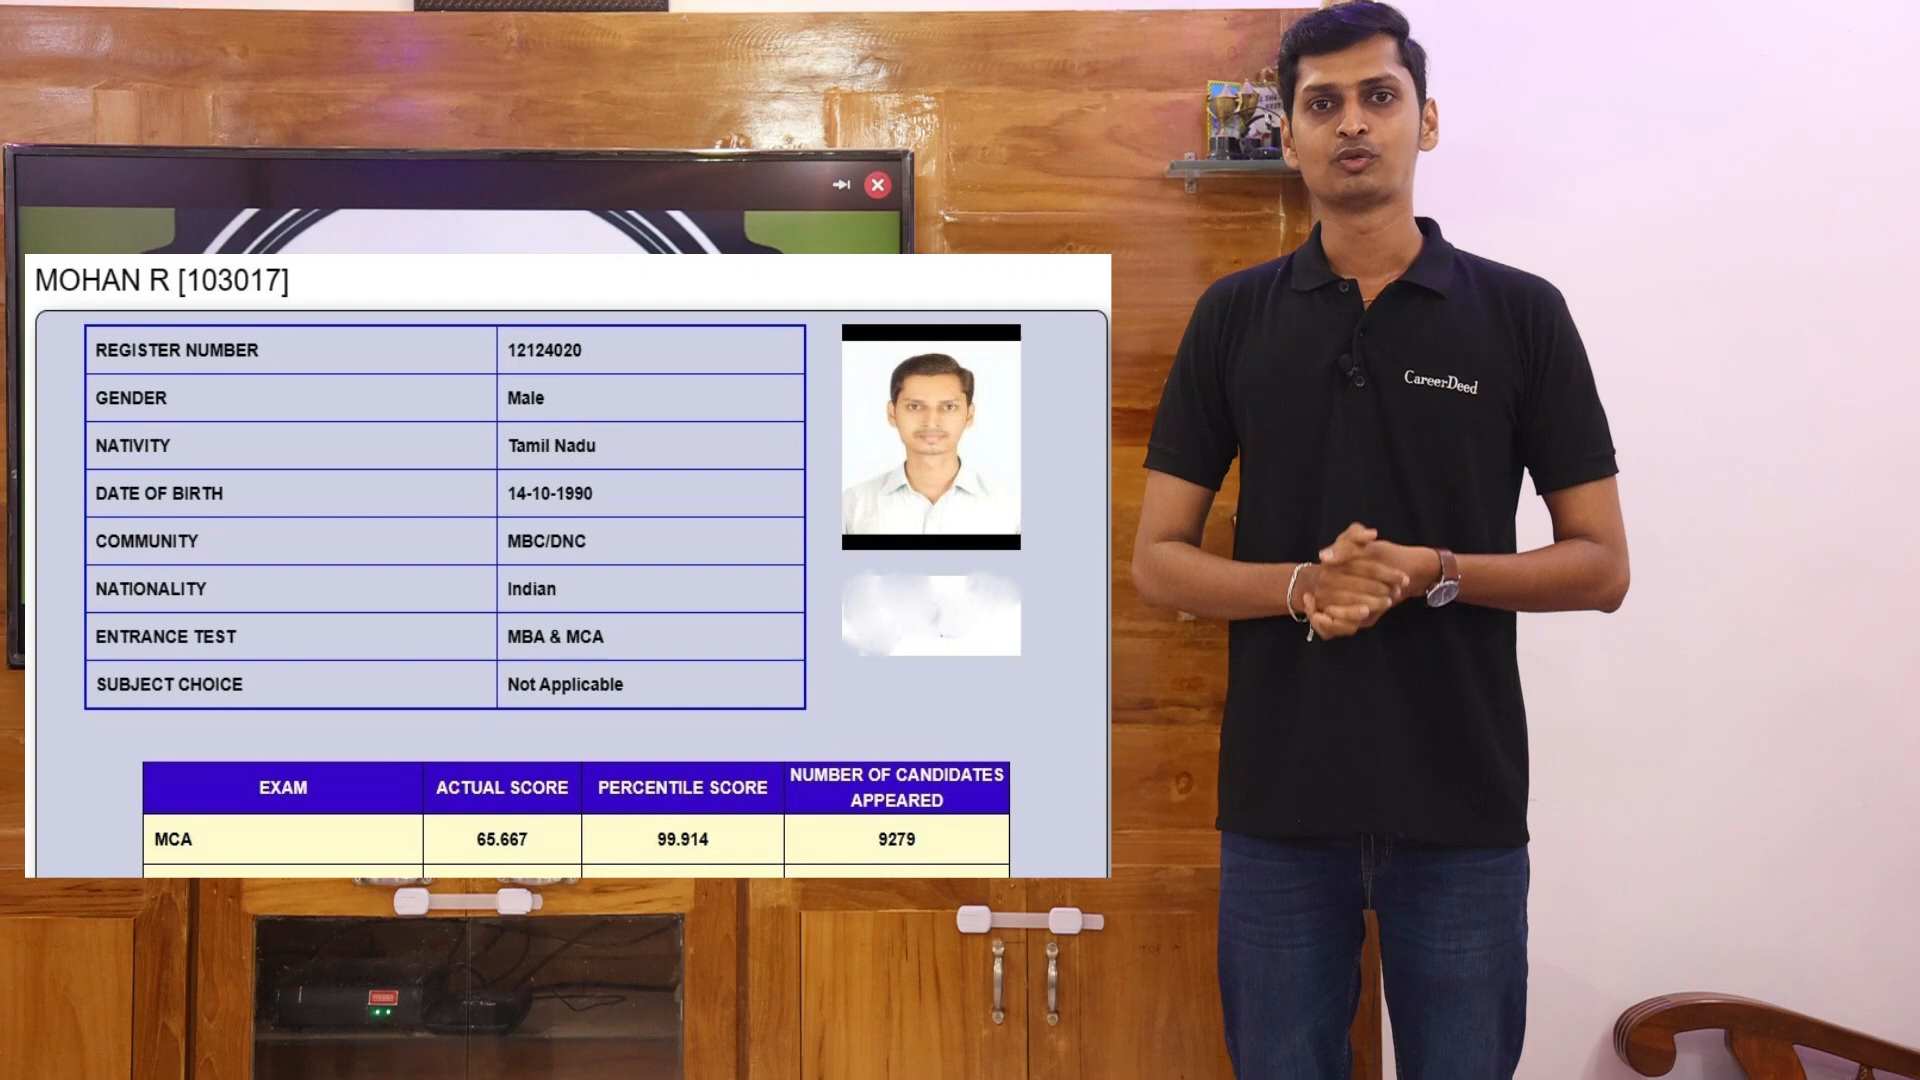 MOHAN R [103017]
REGISTER NUMBER 12124020
GENDER Male
NATIVITY Tamil Nadu
DATE OF BIRTH 14-10-1990
COMMUNITY MBC/DNC
NATIONALITY Indian
ENTRANCE TEST MBA & MCA
SUBJECT CHOICE Not Applicable
EXAM ACTUAL SCORE PERCENTILE SCORE NUMBER OF CANDIDATES APPEARED
MCA 65.667 99.914 9279
CareerDeed